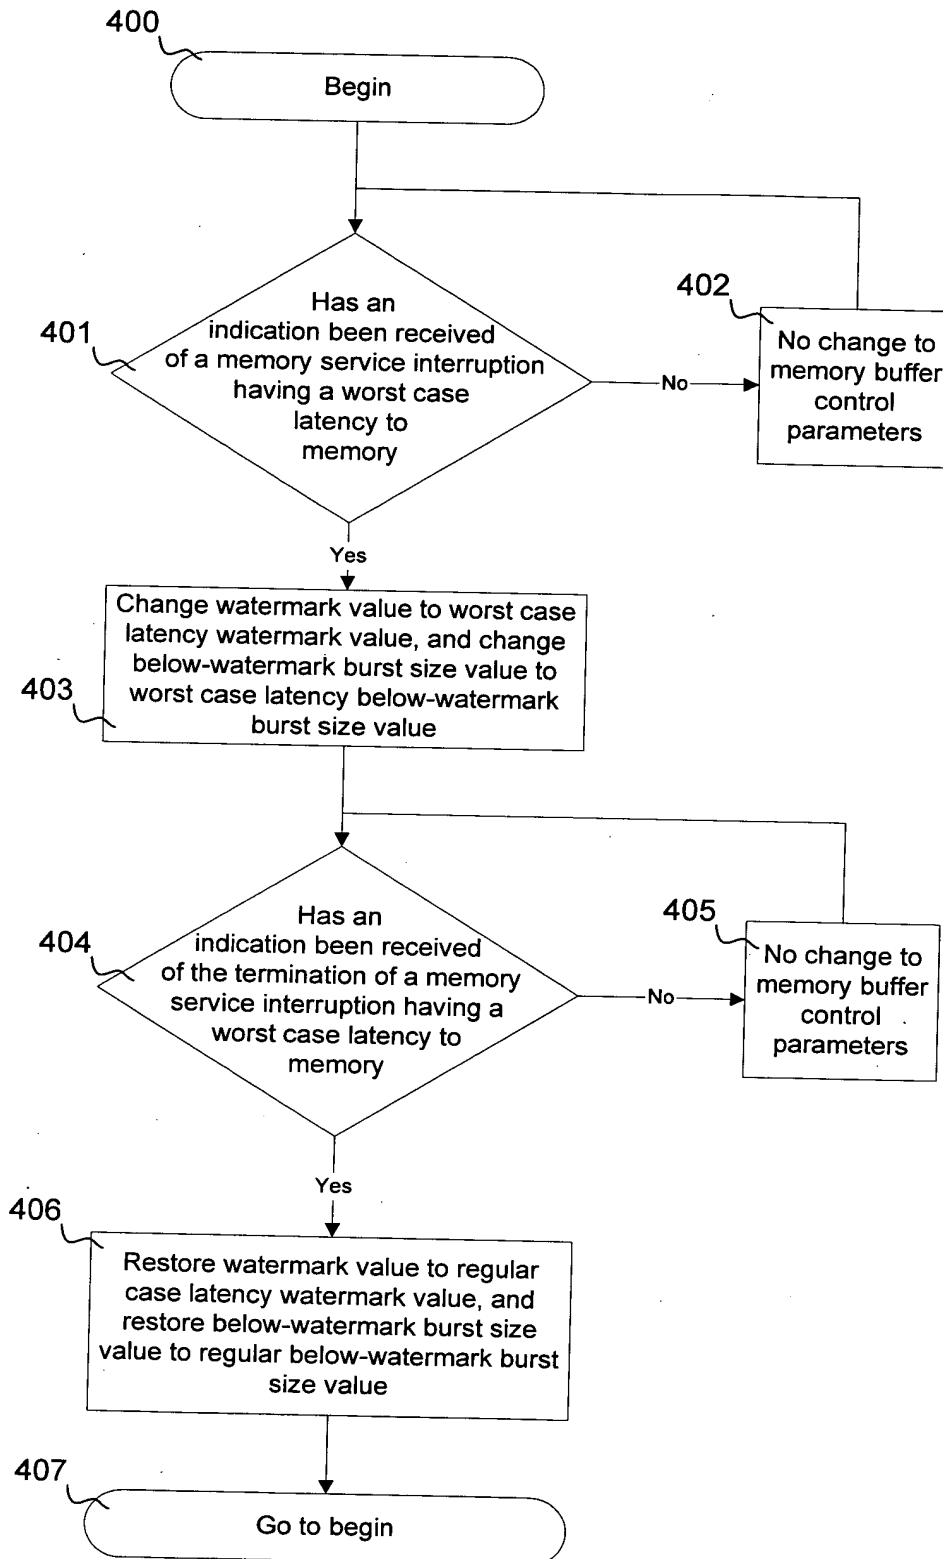 400
Begin
401
Has an
indication been received
of a memory service interruption
having a worst case
latency to
memory
No
402
No change to
memory buffer
control
parameters
Yes
Change watermark value to worst case
latency watermark value, and change
below-watermark burst size value to
worst case latency below-watermark
burst size value
403
404
Has an
indication been received
of the termination of a memory
service interruption having a
worst case latency to
memory
No
405
No change to
memory buffer
control
parameters
Yes
406
Restore watermark value to regular
case latency watermark value, and
restore below-watermark burst size
value to regular below-watermark burst
size value
407
Go to begin